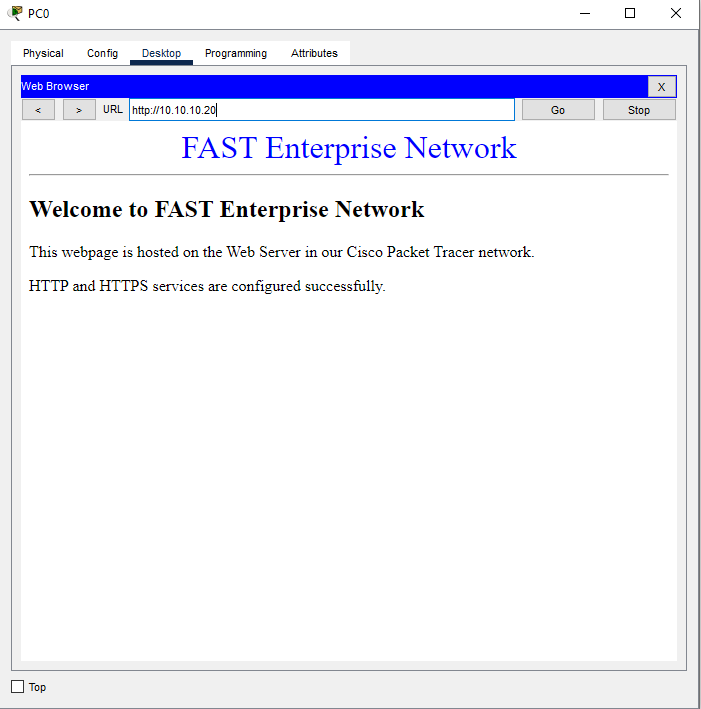 PC0
Physical Config Desktop Programming Attributes
Web Browser X
< > URL http://10.10.10.20 Go Stop
FAST Enterprise Network
Welcome to FAST Enterprise Network
This webpage is hosted on the Web Server in our Cisco Packet Tracer network.
HTTP and HTTPS services are configured successfully.
Top